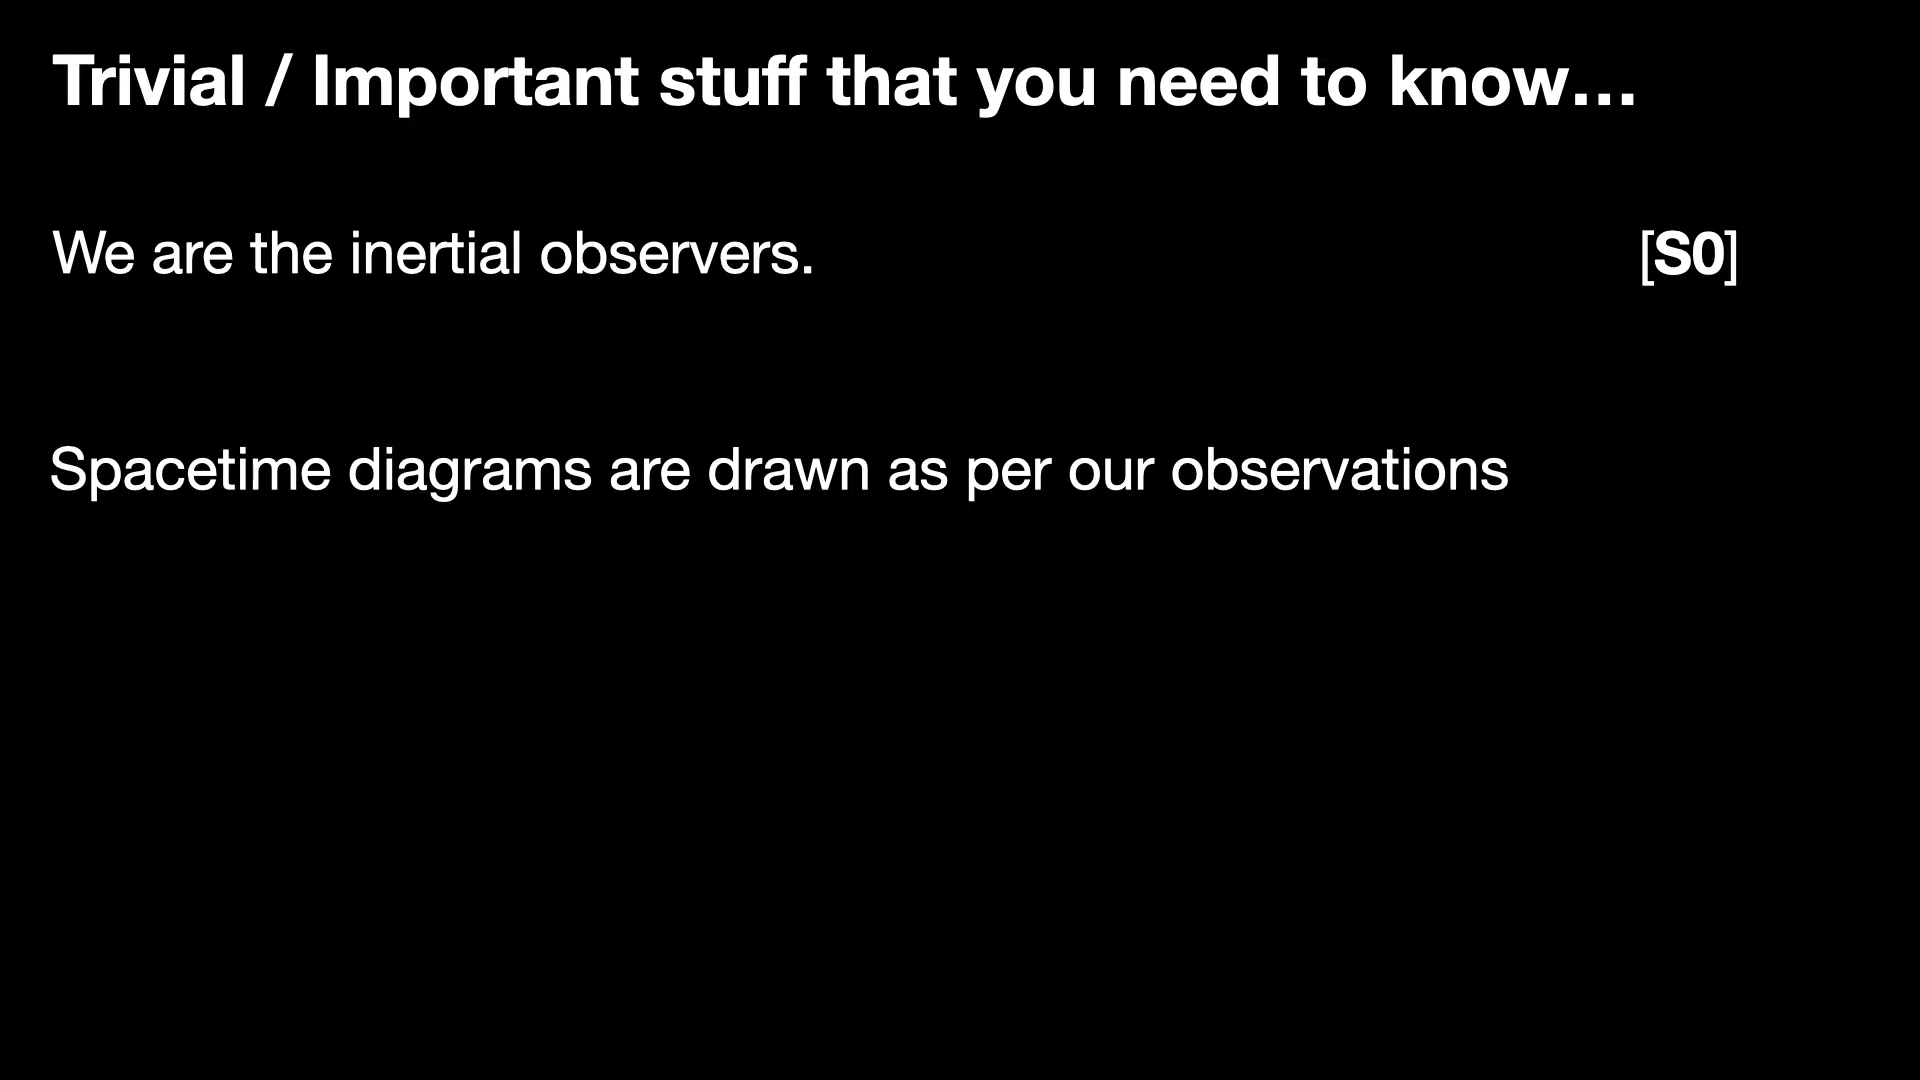 Trivial / Important stuff that you need to know…
We are the inertial observers. [S0]
Spacetime diagrams are drawn as per our observations